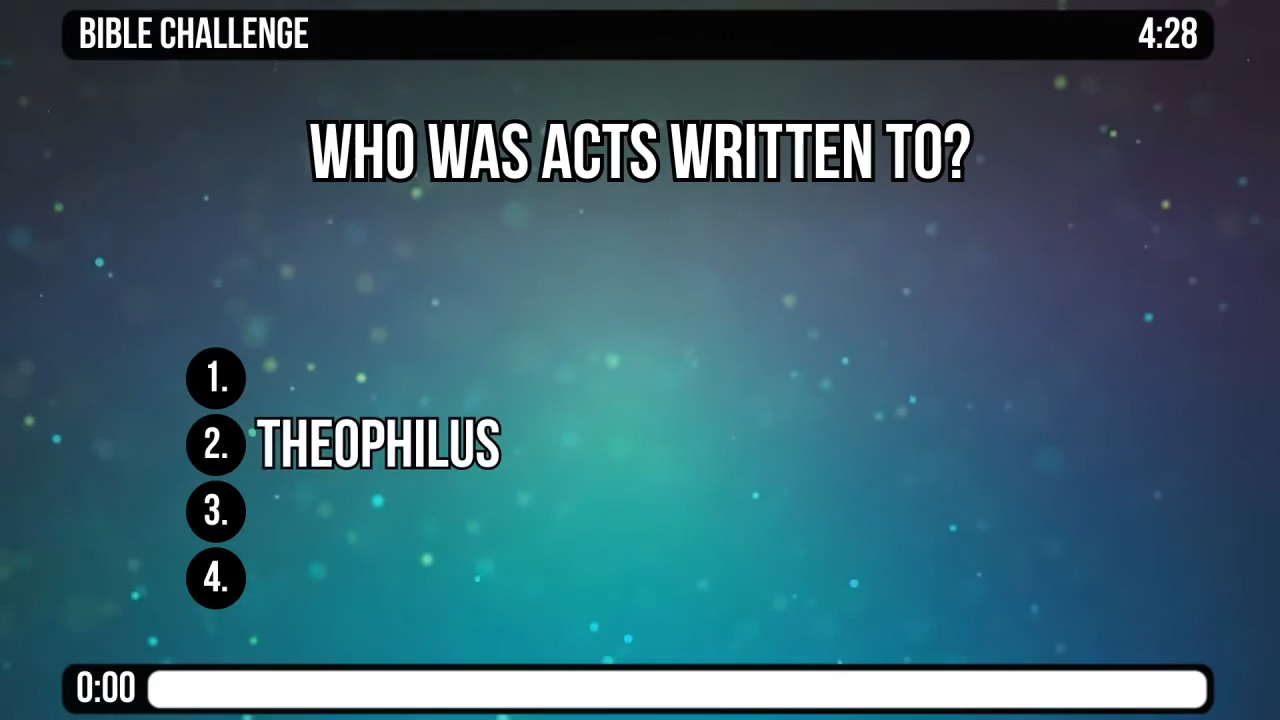 BIBLE CHALLENGE 4:28
WHO WAS ACTS WRITTEN TO?
1.
2. THEOPHILUS
3.
4.
0:00